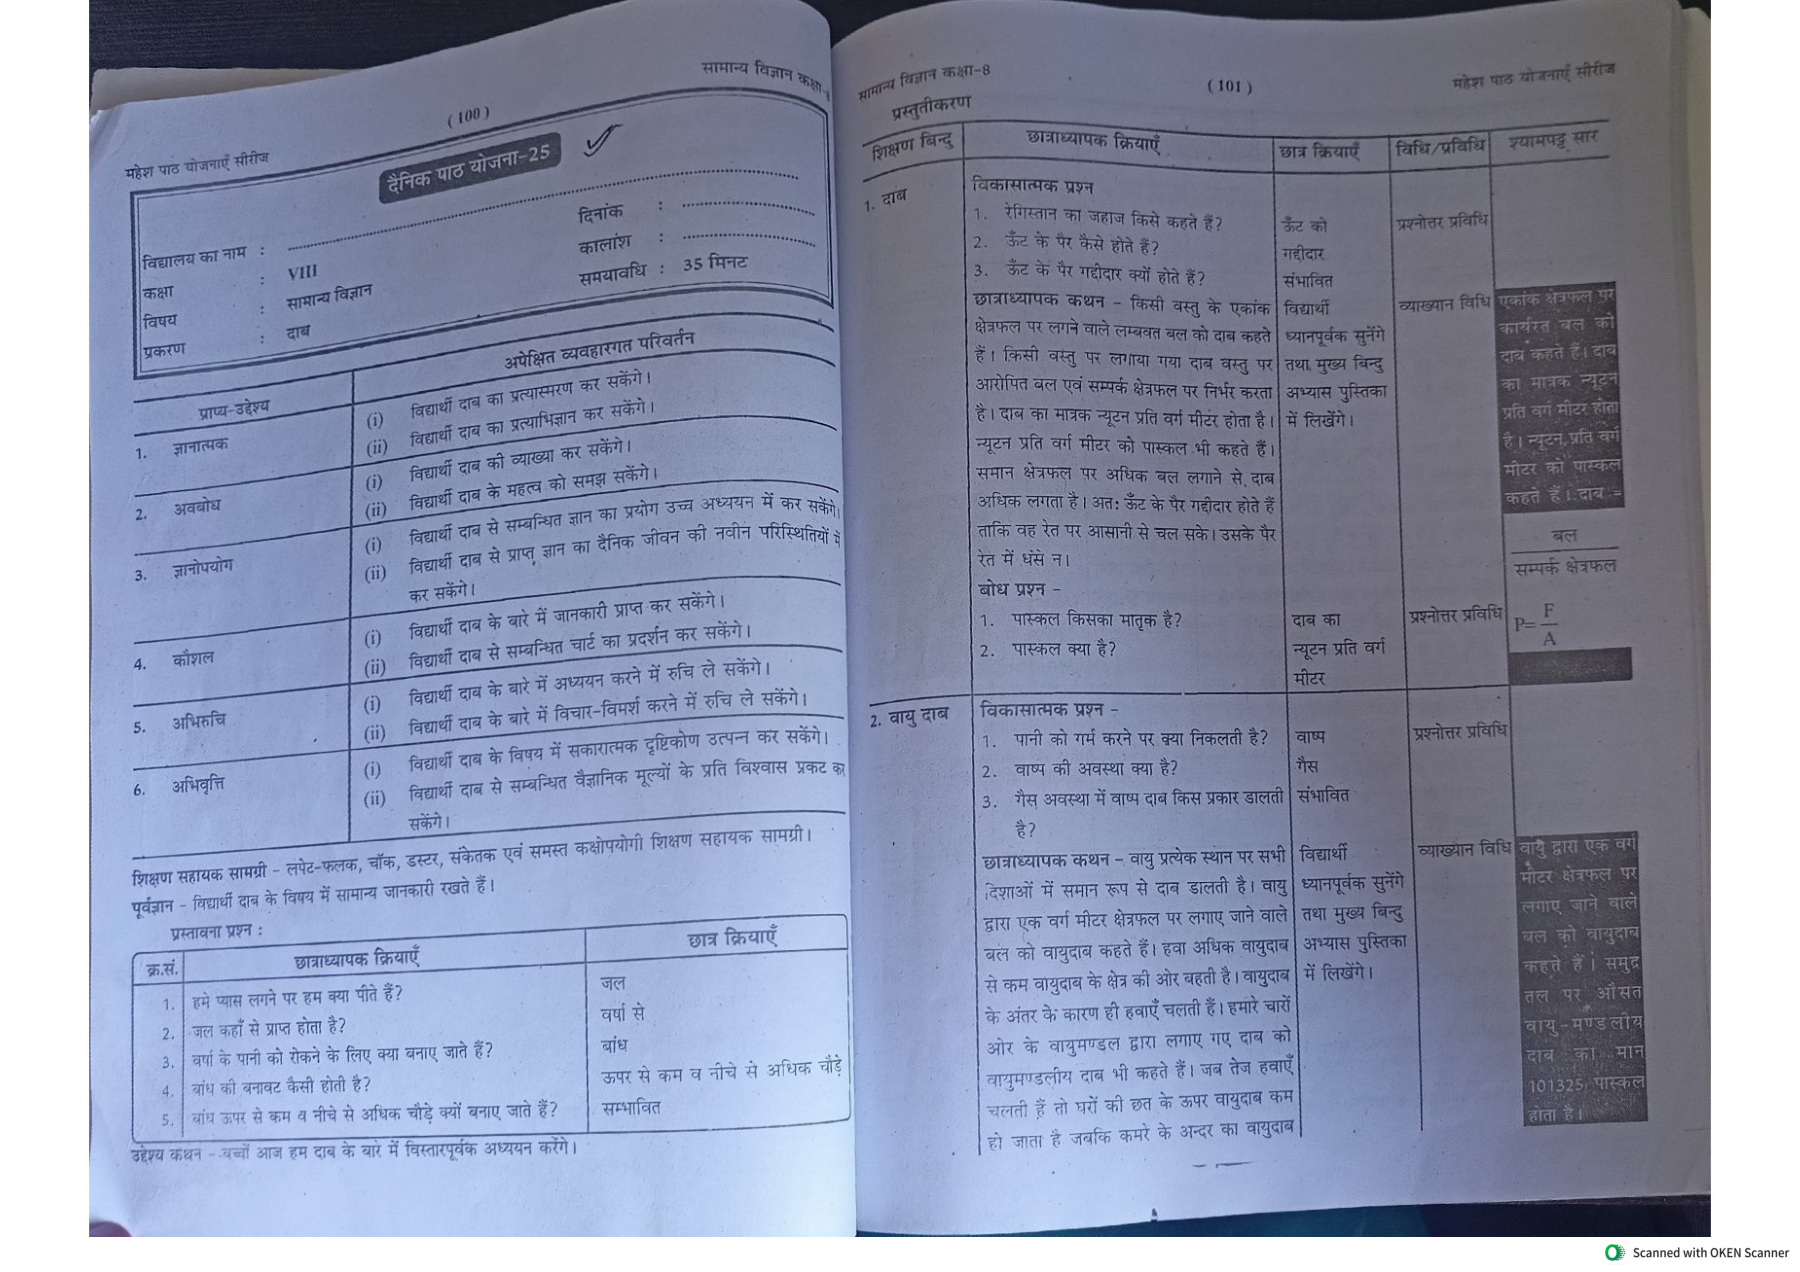 सामान्य विज्ञान कक्षा-8
(100)
महेश पाठ योजनाएँ सीरीज
दैनिक पाठ योजना-25
विद्यालय का नाम :
दिनांक :
कक्षा : VIII
कालांश :
विषय : सामान्य विज्ञान
समयावधि : 35 मिनट
प्रकरण : दाब
प्राप्य-उद्देश्य
अपेक्षित व्यवहारगत परिवर्तन
1. ज्ञानात्मक
(i) विद्यार्थी दाब का प्रत्यास्मरण कर सकेंगे।
(ii) विद्यार्थी दाब का प्रत्याभिज्ञान कर सकेंगे।
2. अवबोध
(i) विद्यार्थी दाब की व्याख्या कर सकेंगे।
(ii) विद्यार्थी दाब के महत्व को समझ सकेंगे।
3. ज्ञानोपयोग
(i) विद्यार्थी दाब से सम्बन्धित ज्ञान का प्रयोग उच्च अध्ययन में कर सकेंगे।
(ii) विद्यार्थी दाब से प्राप्त ज्ञान का दैनिक जीवन की नवीन परिस्थितियों में
कर सकेंगे।
4. कौशल
(i) विद्यार्थी दाब के बारे में जानकारी प्राप्त कर सकेंगे।
(ii) विद्यार्थी दाब से सम्बन्धित चार्ट का प्रदर्शन कर सकेंगे।
5. अभिरुचि
(i) विद्यार्थी दाब के बारे में अध्ययन करने में रुचि ले सकेंगे।
(ii) विद्यार्थी दाब के बारे में विचार-विमर्श करने में रुचि ले सकेंगे।
6. अभिवृत्ति
(i) विद्यार्थी दाब के विषय में सकारात्मक दृष्टिकोण उत्पन्न कर सकेंगे।
(ii) विद्यार्थी दाब से सम्बन्धित वैज्ञानिक मूल्यों के प्रति विश्वास प्रकट कर
सकेंगे।
शिक्षण सहायक सामग्री - लपेट-फलक, चॉक, डस्टर, संकेतक एवं समस्त कक्षोपयोगी शिक्षण सहायक सामग्री।
पूर्वज्ञान - विद्यार्थी दाब के विषय में सामान्य जानकारी रखते हैं।
प्रस्तावना प्रश्न :
क्र.सं. छात्राध्यापक क्रियाएँ छात्र क्रियाएँ
1. हमे प्यास लगने पर हम क्या पीते हैं? जल
2. जल कहाँ से प्राप्त होता है? वर्षा से
3. वर्षा के पानी को रोकने के लिए क्या बनाए जाते हैं? बांध
4. बांध की बनावट कैसी होती है? ऊपर से कम व नीचे से अधिक चौड़े
5. बांध ऊपर से कम व नीचे से अधिक चौड़े क्यों बनाए जाते हैं? सम्भावित
उद्देश्य कथन - बच्चों आज हम दाब के बारे में विस्तारपूर्वक अध्ययन करेंगे।
सामान्य विज्ञान कक्षा-8
(101)
महेश पाठ योजनाएँ सीरीज
प्रस्तुतीकरण
शिक्षण बिन्दु
छात्राध्यापक क्रियाएँ
छात्र क्रियाएँ
विधि/प्रविधि
श्यामपट्ट सार
1. दाब
विकासात्मक प्रश्न
1. रेगिस्तान का जहाज किसे कहते हैं?
2. ऊँट के पैर कैसे होते हैं?
3. ऊँट के पैर गद्दीदार क्यों होते हैं?
छात्राध्यापक कथन - किसी वस्तु के एकांक
क्षेत्रफल पर लगने वाले लम्बवत बल को दाब कहते
हैं। किसी वस्तु पर लगाया गया दाब वस्तु पर
आरोपित बल एवं सम्पर्क क्षेत्रफल पर निर्भर करता
है। दाब का मात्रक न्यूटन प्रति वर्ग मीटर होता है।
न्यूटन प्रति वर्ग मीटर को पास्कल भी कहते हैं।
समान क्षेत्रफल पर अधिक बल लगाने से दाब
अधिक लगता है। अतः ऊँट के पैर गद्दीदार होते हैं
ताकि वह रेत पर आसानी से चल सके। उसके पैर
रेत में धंसे न।
बोध प्रश्न -
1. पास्कल किसका मातृक है?
2. पास्कल क्या है?
ऊँट को
गद्दीदार
संभावित
विद्यार्थी
ध्यानपूर्वक सुनेंगे
तथा मुख्य बिन्दु
अभ्यास पुस्तिका
में लिखेंगे।
दाब का
न्यूटन प्रति वर्ग
मीटर
प्रश्नोत्तर प्रविधि
व्याख्यान विधि
प्रश्नोत्तर प्रविधि
एकांक क्षेत्रफल पर
कार्यरत बल को
दाब कहते हैं। दाब
का मात्रक न्यूटन
प्रति वर्ग मीटर होता
है। न्यूटन प्रति वर्ग
मीटर को पास्कल
कहते हैं। दाब =
बल
सम्पर्क क्षेत्रफल
P= F
A
2. वायु दाब
विकासात्मक प्रश्न -
1. पानी को गर्म करने पर क्या निकलती है?
2. वाष्प की अवस्था क्या है?
3. गैस अवस्था में वाष्प दाब किस प्रकार डालती
है?
छात्राध्यापक कथन - वायु प्रत्येक स्थान पर सभी
दिशाओं में समान रूप से दाब डालती है। वायु
द्वारा एक वर्ग मीटर क्षेत्रफल पर लगाए जाने वाले
बल को वायुदाब कहते हैं। हवा अधिक वायुदाब
से कम वायुदाब के क्षेत्र की ओर बहती है। वायुदाब
के अंतर के कारण ही हवाएँ चलती हैं। हमारे चारों
ओर के वायुमण्डल द्वारा लगाए गए दाब को
वायुमण्डलीय दाब भी कहते हैं। जब तेज हवाएँ
चलती हैं तो घरों की छत के ऊपर वायुदाब कम
हो जाता है जबकि कमरे के अन्दर का वायुदाब
वाष्प
गैस
संभावित
विद्यार्थी
ध्यानपूर्वक सुनेंगे
तथा मुख्य बिन्दु
अभ्यास पुस्तिका
में लिखेंगे।
प्रश्नोत्तर प्रविधि
व्याख्यान विधि
वायु द्वारा एक वर्ग
मीटर क्षेत्रफल पर
लगाए जाने वाले
बल को वायुदाब
कहते हैं। समुद्र
तल पर औसत
वायु-मण्डलीय
दाब का मान
101325 पास्कल
होता है।
Scanned with OKEN Scanner